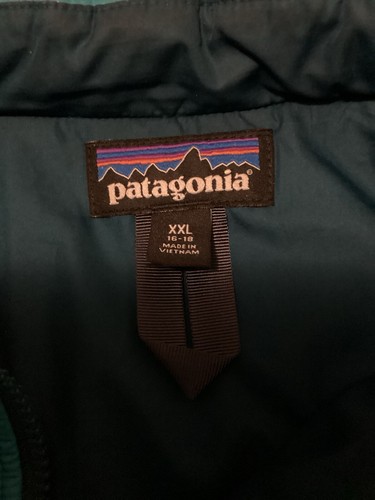 patagonia®
XXL
16-18
MADE IN
VIETNAM